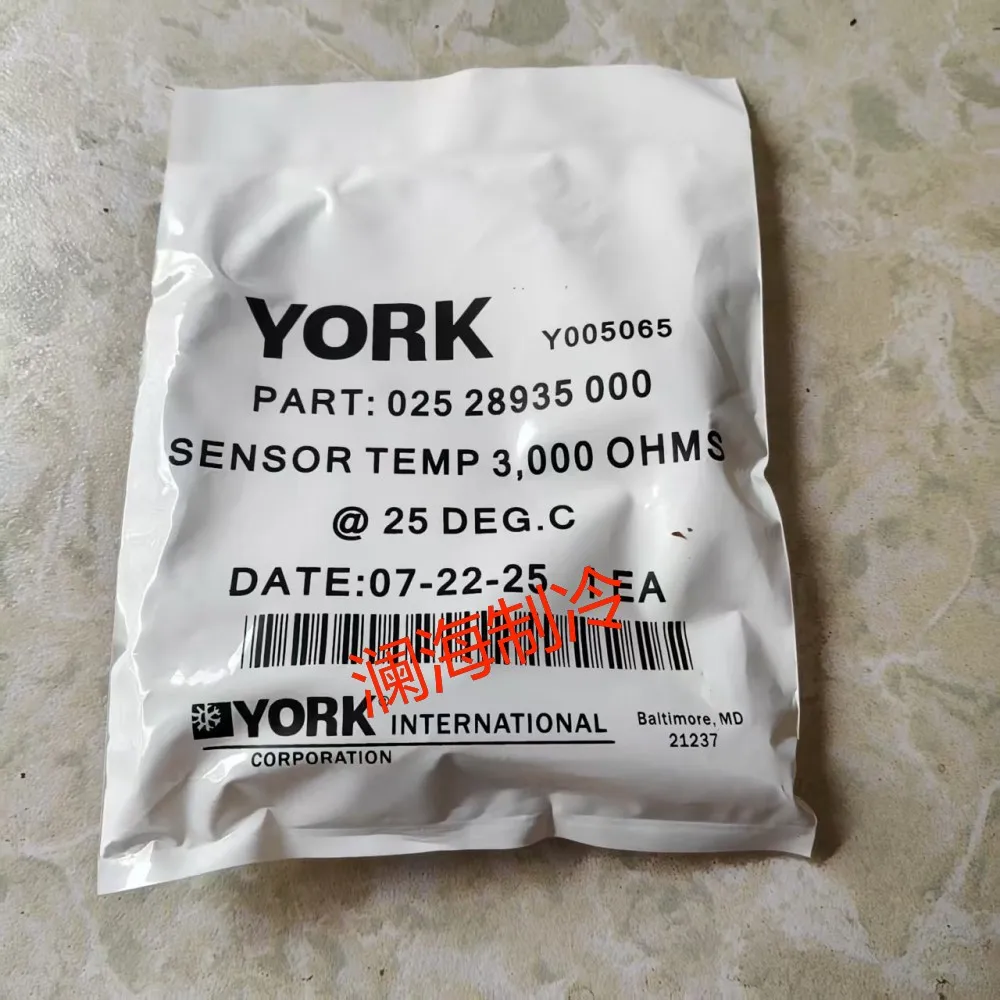 YORK Y005065
PART: 025 28935 000
SENSOR TEMP 3,000 OHMS
@ 25 DEG.C
DATE:07-22-25 1 EA
澜海制冷
YORK® INTERNATIONAL
CORPORATION
Baltimore, MD
21237